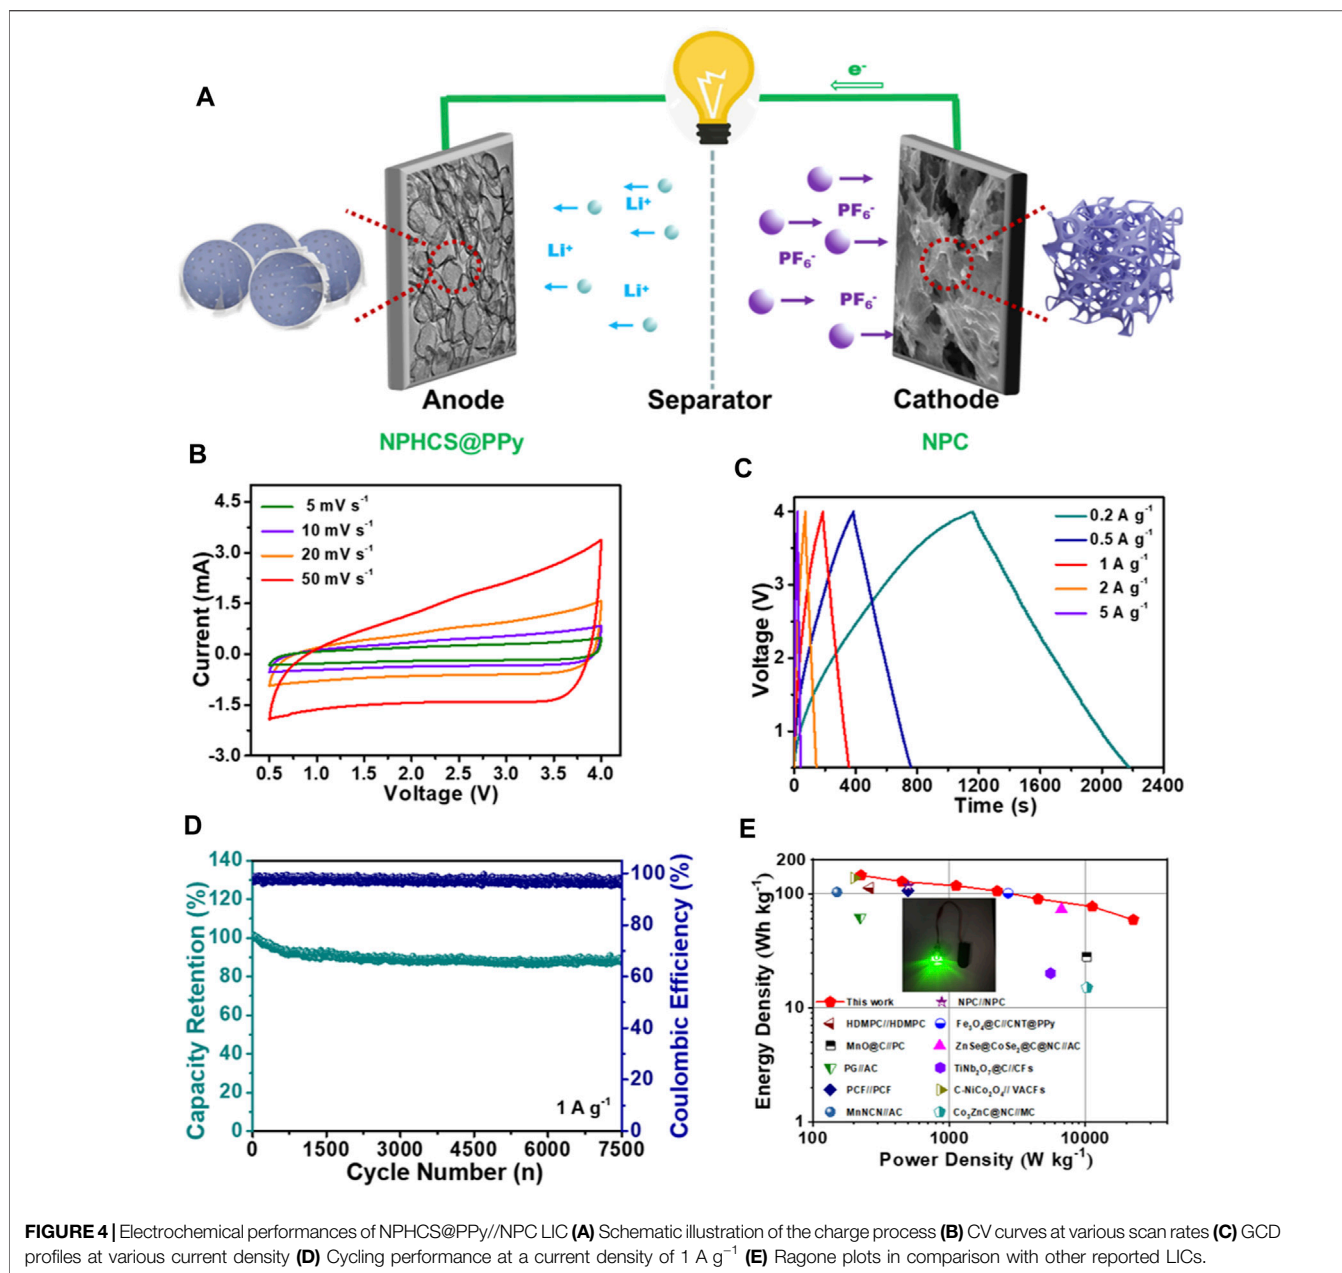 A
e⁻
Li⁺
Li⁺
Li⁺
PF₆⁻
PF₆⁻
PF₆⁻
Anode
Separator
Cathode
NPHCS@PPy
NPC
B
Current (mA)
4.5
3.0
1.5
0.0
-1.5
-3.0
5 mV s⁻¹
10 mV s⁻¹
20 mV s⁻¹
50 mV s⁻¹
0.5 1.0 1.5 2.0 2.5 3.0 3.5 4.0
Voltage (V)
C
Voltage (V)
4
3
2
1
0.2 A g⁻¹
0.5 A g⁻¹
1 A g⁻¹
2 A g⁻¹
5 A g⁻¹
0 400 800 1200 1600 2000 2400
Time (s)
D
Capacity Retention (%)
140
120
100
80
60
40
20
0
Coulombic Efficiency (%)
100
80
60
40
20
0
1 A g⁻¹
0 1500 3000 4500 6000 7500
Cycle Number (n)
E
Energy Density (Wh kg⁻¹)
200
100
10
1
This work
NPC//NPC
HDMPC//HDMPC
Fe₃O₄@C//CNT@PPy
MnO@C//PC
ZnSe@CoSe₂@C@NC//AC
PG//AC
TiNb₂O₇@C//CFs
PCF//PCF
C-NiCo₂O₄// VACFs
MnNCN//AC
Co₃ZnC@NC//MC
100 1000 10000
Power Density (W kg⁻¹)
FIGURE 4 | Electrochemical performances of NPHCS@PPy//NPC LIC (A) Schematic illustration of the charge process (B) CV curves at various scan rates (C) GCD
profiles at various current density (D) Cycling performance at a current density of 1 A g⁻¹ (E) Ragone plots in comparison with other reported LICs.